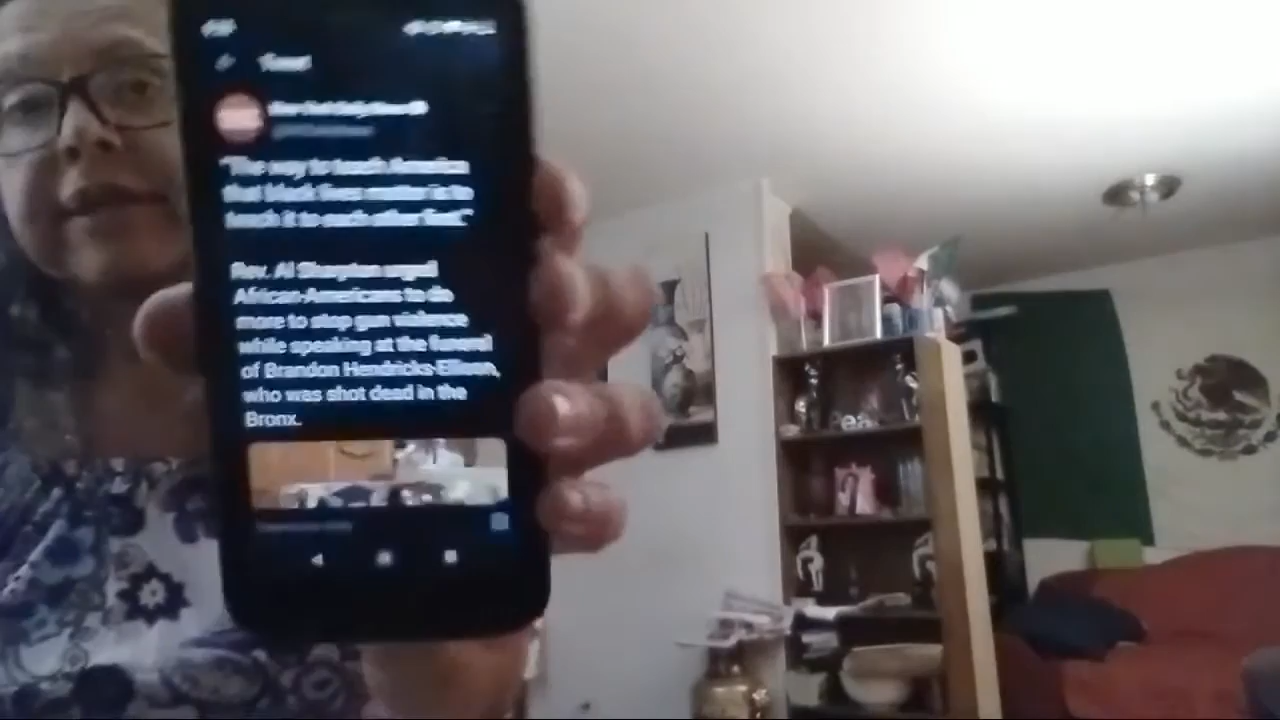 Tweet
"The way to teach America
that black lives matter is to
teach it to each other first."
Rev. Al Sharpton urged
African-Americans to do
more to stop gun violence
while speaking at the funeral
of Brandon Hendricks-Ellison,
who was shot dead in the
Bronx.